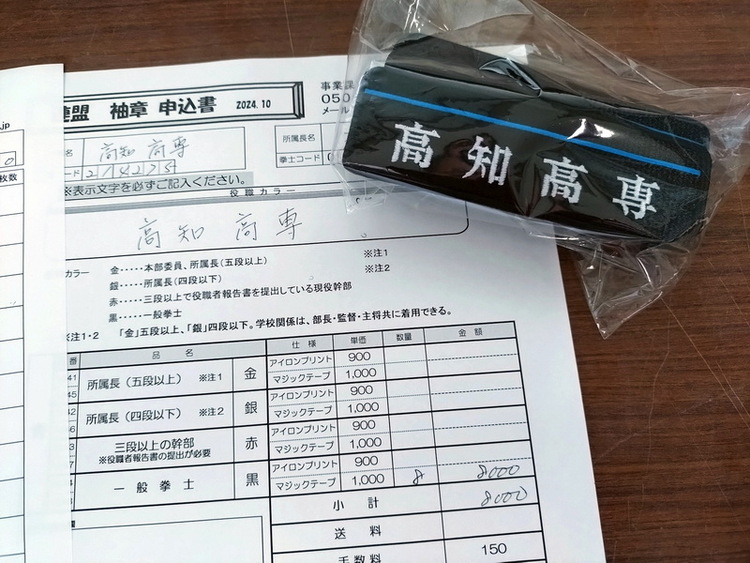 高知高専
連盟 袖章 申込書 2024.10
事業課
050
メール
.jp
名 高知 高専
所属長名
拳士コード
枚数
※表示文字を必ずご記入ください。
役職カラー
高知 高専
カラー 金‥‥‥本部委員、所属長（五段以上） ※注1
銀‥‥‥所属長（四段以下） ※注2
赤‥‥‥三段以上で役職者報告書を提出している現役幹部
黒‥‥‥一般拳士
※注1・2 「金」五段以上、「銀」四段以下。学校関係は、部長・監督・主将共に着用できる。
番 品名 仕様 単価 数量 金額
41 所属長（五段以上） ※注1 金 アイロンプリント 900
45 マジックテープ 1,000
42 所属長（四段以下） ※注2 銀 アイロンプリント 900
マジックテープ 1,000
三段以上の幹部 赤 アイロンプリント 900
※役職者報告書の提出が必要 マジックテープ 1,000
一般拳士 黒 アイロンプリント 900
マジックテープ 1,000 8 8000
小計 8000
送料
手数料 150